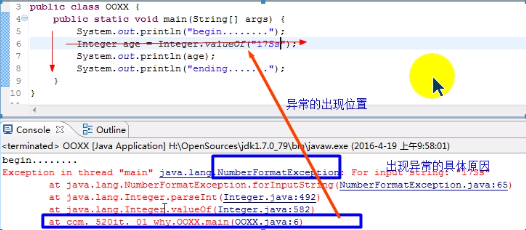 3 public class OOXX {
4 public static void main(String[] args) {
5 System.out.println("begin........");
6 Integer age = Integer.valueOf("17Ss");
7 System.out.println(age);
8 System.out.println("ending.......");
9 }
10 }
异常的出现位置
Console Outline
<terminated> OOXX [Java Application] H:\OpenSources\jdk1.7.0_79\bin\javaw.exe (2016-4-19 上午9:58:01)
begin........
出现异常的具体原因
Exception in thread "main" java.lang.NumberFormatException: For input string: "17Ss"
at java.lang.NumberFormatException.forInputString(NumberFormatException.java:65)
at java.lang.Integer.parseInt(Integer.java:492)
at java.lang.Integer.valueOf(Integer.java:582)
at com._520it._01_why.OOXX.main(OOXX.java:6)